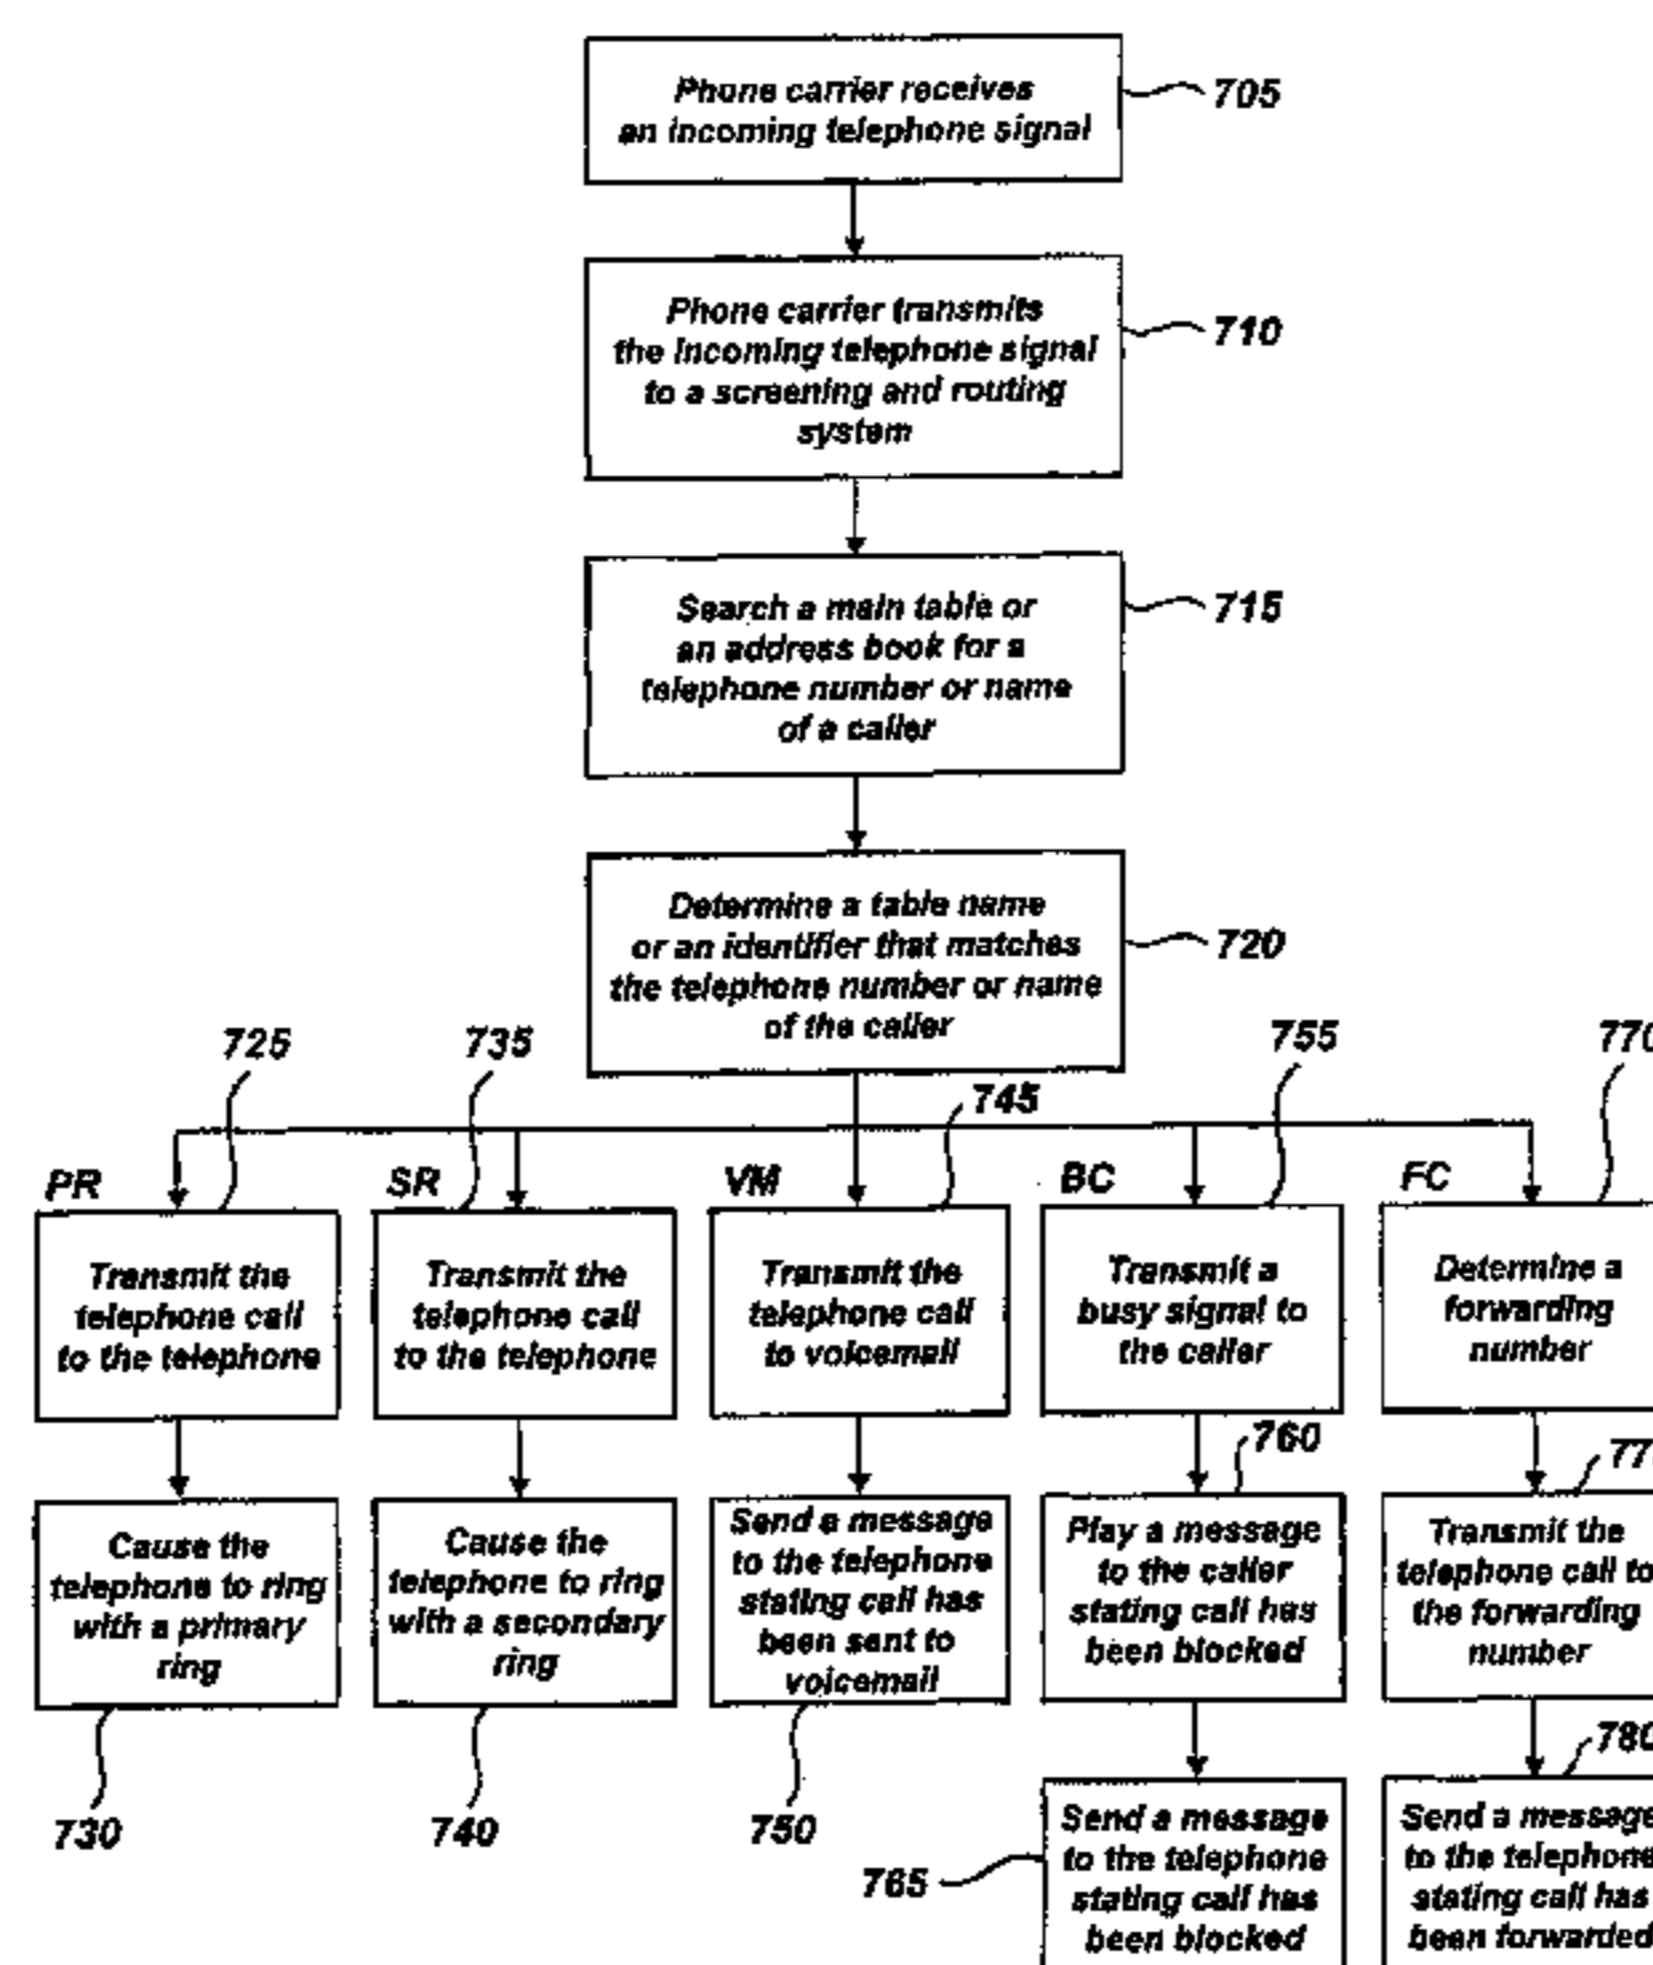 Phone carrier receives
an incoming telephone signal
705
Phone carrier transmits
the incoming telephone signal
to a screening and routing
system
710
Search a main table or
an address book for a
telephone number or name
of a caller
715
Determine a table name
or an identifier that matches
the telephone number or name
of the caller
720
725
735
745
755
770
PR
SR
VM
BC
FC
Transmit the
telephone call
to the telephone
Transmit the
telephone call
to the telephone
Transmit the
telephone call
to voicemail
Transmit a
busy signal to
the caller
Determine a
forwarding
number
760
Cause the
telephone to ring
with a primary
ring
Cause the
telephone to ring
with a secondary
ring
Send a message
to the telephone
stating call has
been sent to
voicemail
Play a message
to the caller
stating call has
been blocked
Transmit the
telephone call to
the forwarding
number
730
740
750
780
765
Send a message
to the telephone
stating call has
been blocked
Send a message
to the telephone
stating call has
been forwarded